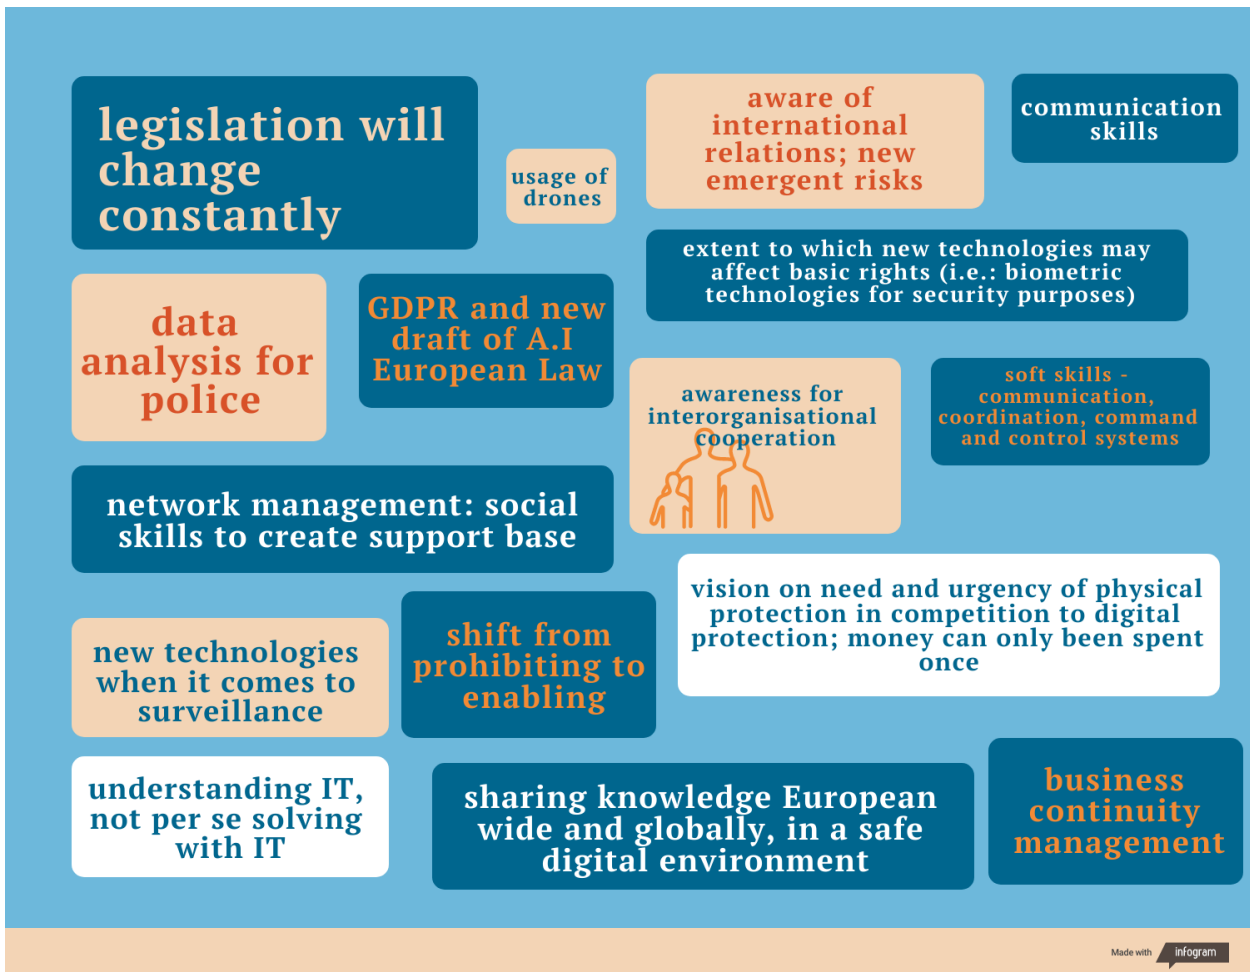 legislation will
change
constantly
usage of
drones
aware of
international
relations; new
emergent risks
communication
skills
extent to which new technologies may
affect basic rights (i.e.: biometric
technologies for security purposes)
data
analysis for
police
GDPR and new
draft of A.I
European Law
awareness for
interorganisational
cooperation
soft skills -
communication,
coordination, command
and control systems
network management: social
skills to create support base
vision on need and urgency of physical
protection in competition to digital
protection; money can only been spent
once
new technologies
when it comes to
surveillance
shift from
prohibiting to
enabling
understanding IT,
not per se solving
with IT
sharing knowledge European
wide and globally, in a safe
digital environment
business
continuity
management
Made with infogram